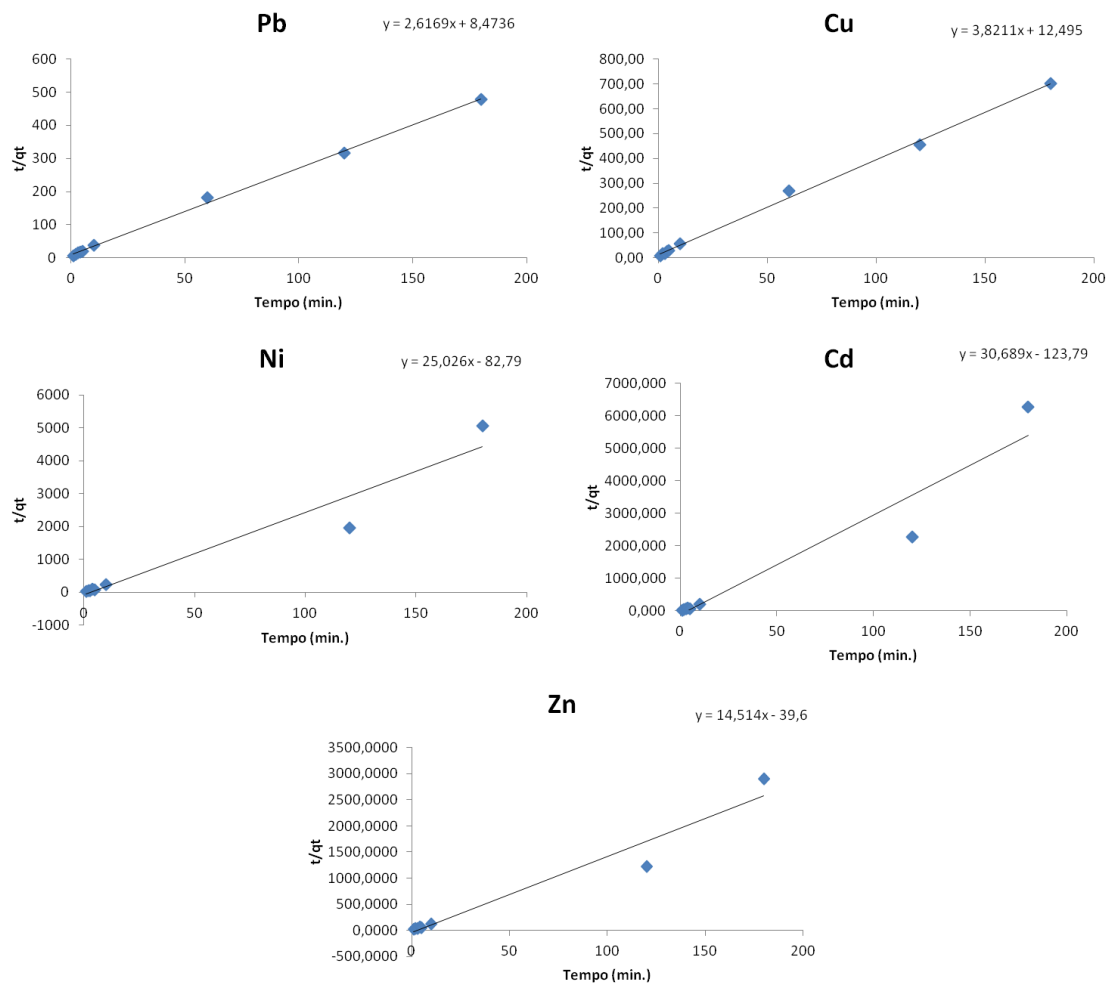 Pb
y = 2,6169x + 8,4736
600
500
400
300
200
100
0
t/qt
0 50 100 150 200
Tempo (min.)
Cu
y = 3,8211x + 12,495
800,00
700,00
600,00
500,00
400,00
300,00
200,00
100,00
0,00
t/qt
0 50 100 150 200
Tempo (min.)
Ni
y = 25,026x - 82,79
6000
5000
4000
3000
2000
1000
0
-1000
t/qt
0 50 100 150 200
Tempo (min.)
Cd
y = 30,689x - 123,79
7000,000
6000,000
5000,000
4000,000
3000,000
2000,000
1000,000
0,000
t/qt
0 50 100 150 200
Tempo (min.)
Zn
y = 14,514x - 39,6
3500,0000
3000,0000
2500,0000
2000,0000
1500,0000
1000,0000
500,0000
0,0000
-500,0000
t/qt
0 50 100 150 200
Tempo (min.)